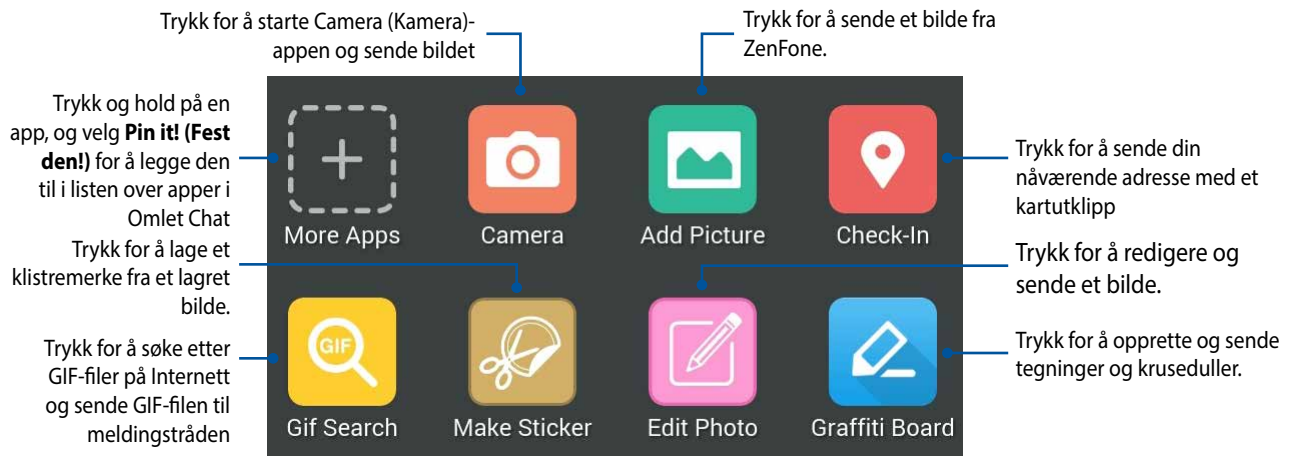 Trykk for å starte Camera (Kamera)-
appen og sende bildet
Trykk for å sende et bilde fra
ZenFone.
Trykk og hold på en
app, og velg Pin it! (Fest
den!) for å legge den
til i listen over apper i
Omlet Chat
Trykk for å sende din
nåværende adresse med et
kartutklipp
More Apps
Camera
Add Picture
Check-In
Trykk for å lage et
klistremerke fra et lagret
bilde.
Trykk for å redigere og
sende et bilde.
Trykk for å søke etter
GIF-filer på Internett
og sende GIF-filen til
meldingstråden
GIF
Trykk for å opprette og sende
tegninger og kruseduller.
Gif Search
Make Sticker
Edit Photo
Graffiti Board